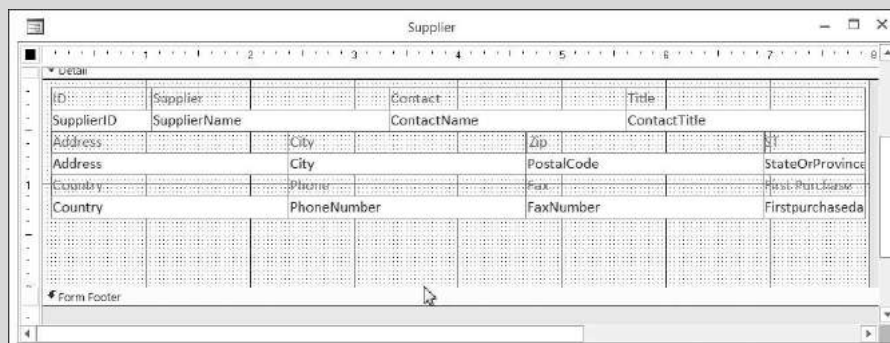 Supplier
1 2 3 4 5 6 7 8
Detail
ID Supplier Contact Title
SupplierID SupplierName ContactName ContactTitle
Address City Zip ST
Address City PostalCode StateOrProvince
1
Country Phone Fax First Purchase
Country PhoneNumber FaxNumber Firstpurchaseda
Form Footer